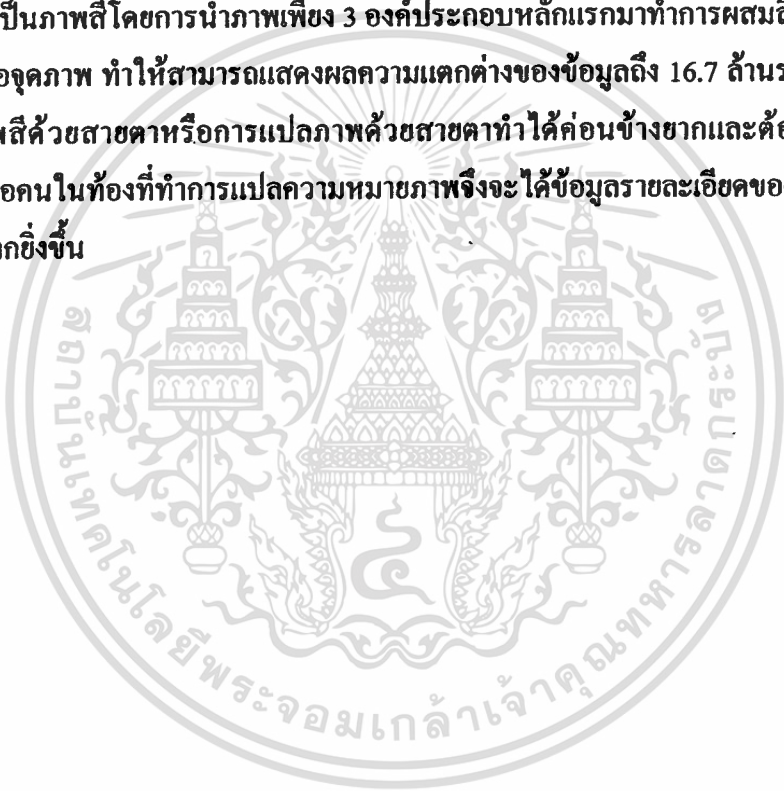 เป็นภาพสีโดยการนำภาพเพียง 3 องค์ประกอบหลักแรกมาทำการผสมสี
อจุดภาพ ทำให้สามารถแสดงผลความแตกต่างของข้อมูลถึง 16.7 ล้าน
พสีด้วยสายตาหรือการแปลภาพด้วยสายตาทำได้ค่อนข้างยากและต้อ
อคนในท้องที่ทำการแปลความหมายภาพจึงจะได้ข้อมูลรายละเอียดขอ
กยิ่งขึ้น
สถาบันเทคโนโลยีพระจอมเกล้าเจ้าคุณทหารลาดกระบัง
๔